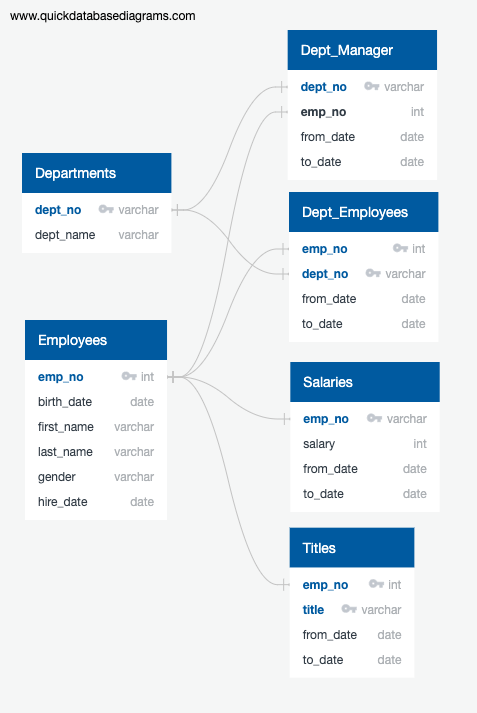 www.quickdatabasediagrams.com
Dept_Manager
dept_no varchar
emp_no int
from_date date
to_date date
Departments
dept_no varchar
dept_name varchar
Dept_Employees
emp_no int
dept_no varchar
from_date date
to_date date
Employees
emp_no int
birth_date date
first_name varchar
last_name varchar
gender varchar
hire_date date
Salaries
emp_no varchar
salary int
from_date date
to_date date
Titles
emp_no int
title varchar
from_date date
to_date date